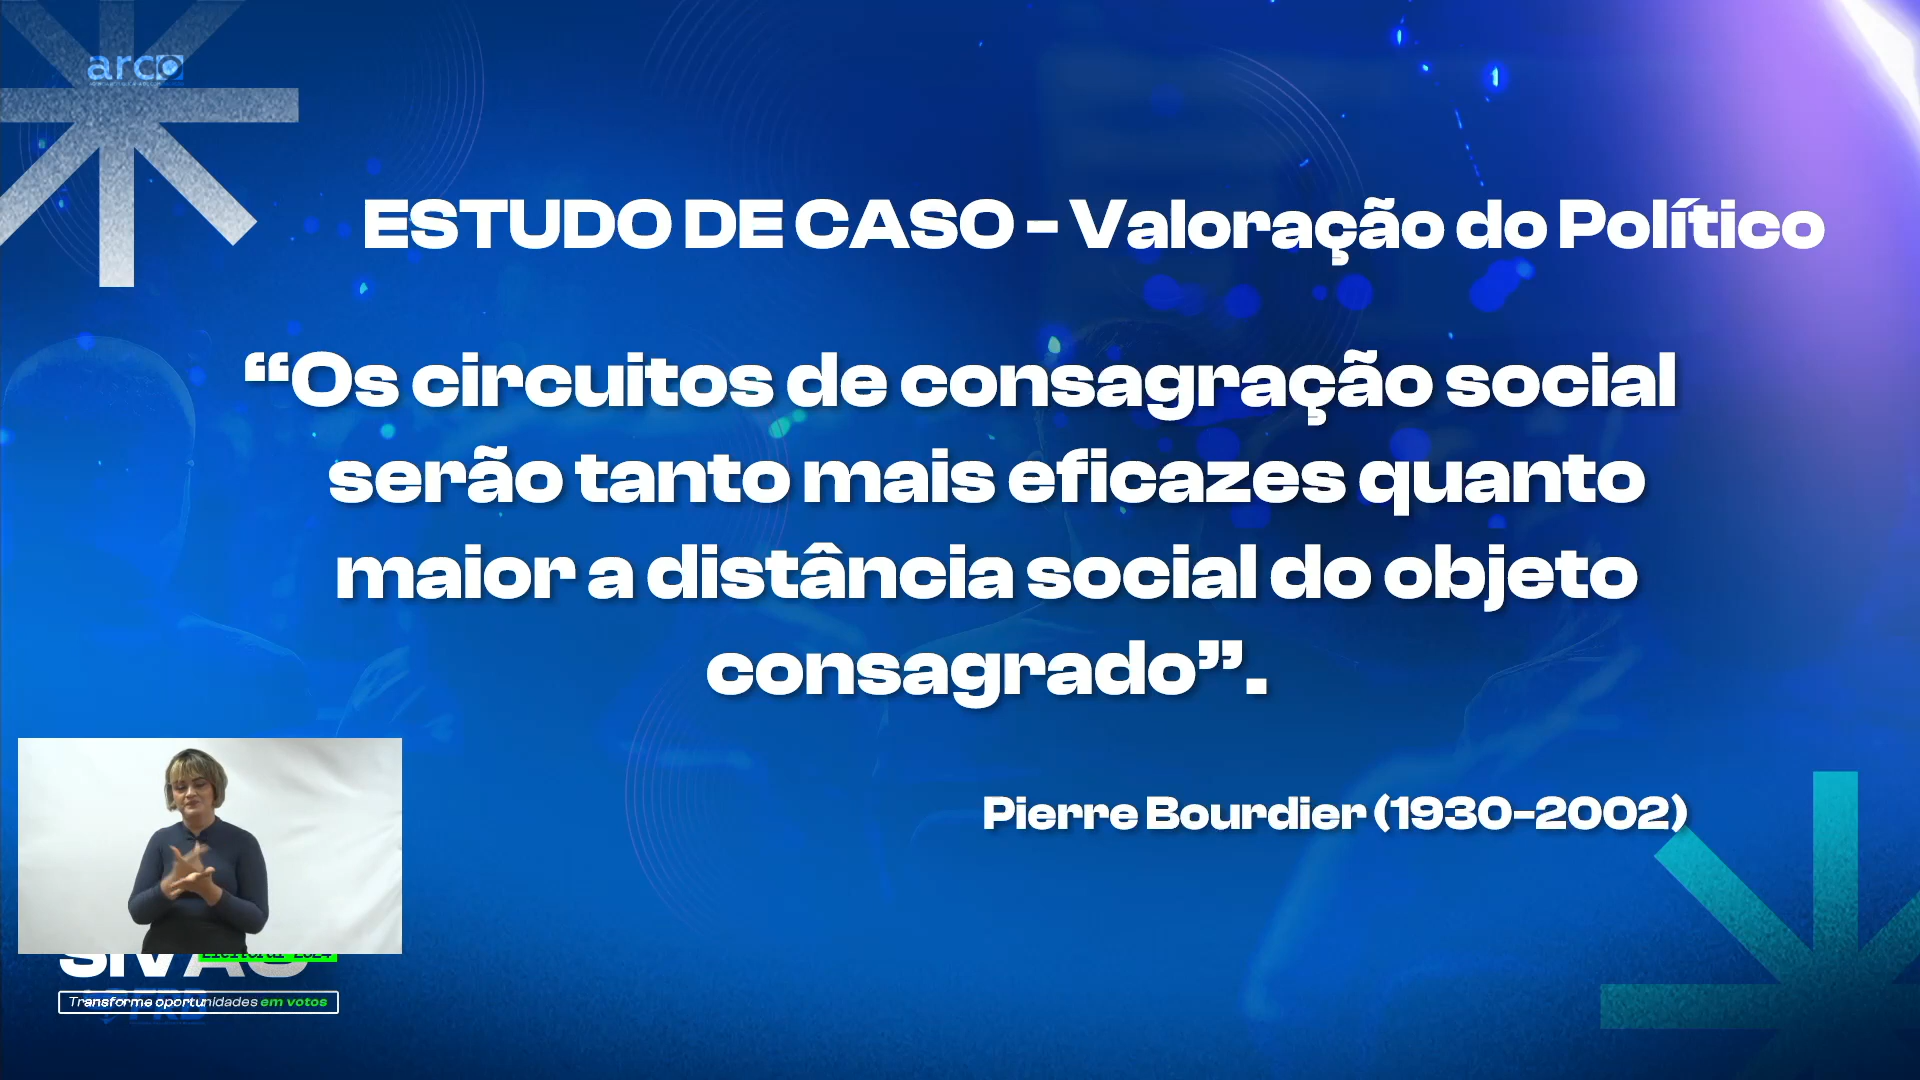 arco
ESTUDO DE CASO - Valoração do Político
“Os circuitos de consagração social
serão tanto mais eficazes quanto
maior a distância social do objeto
consagrado”.
Pierre Bourdier (1930-2002)
Transforme oportunidades em votos